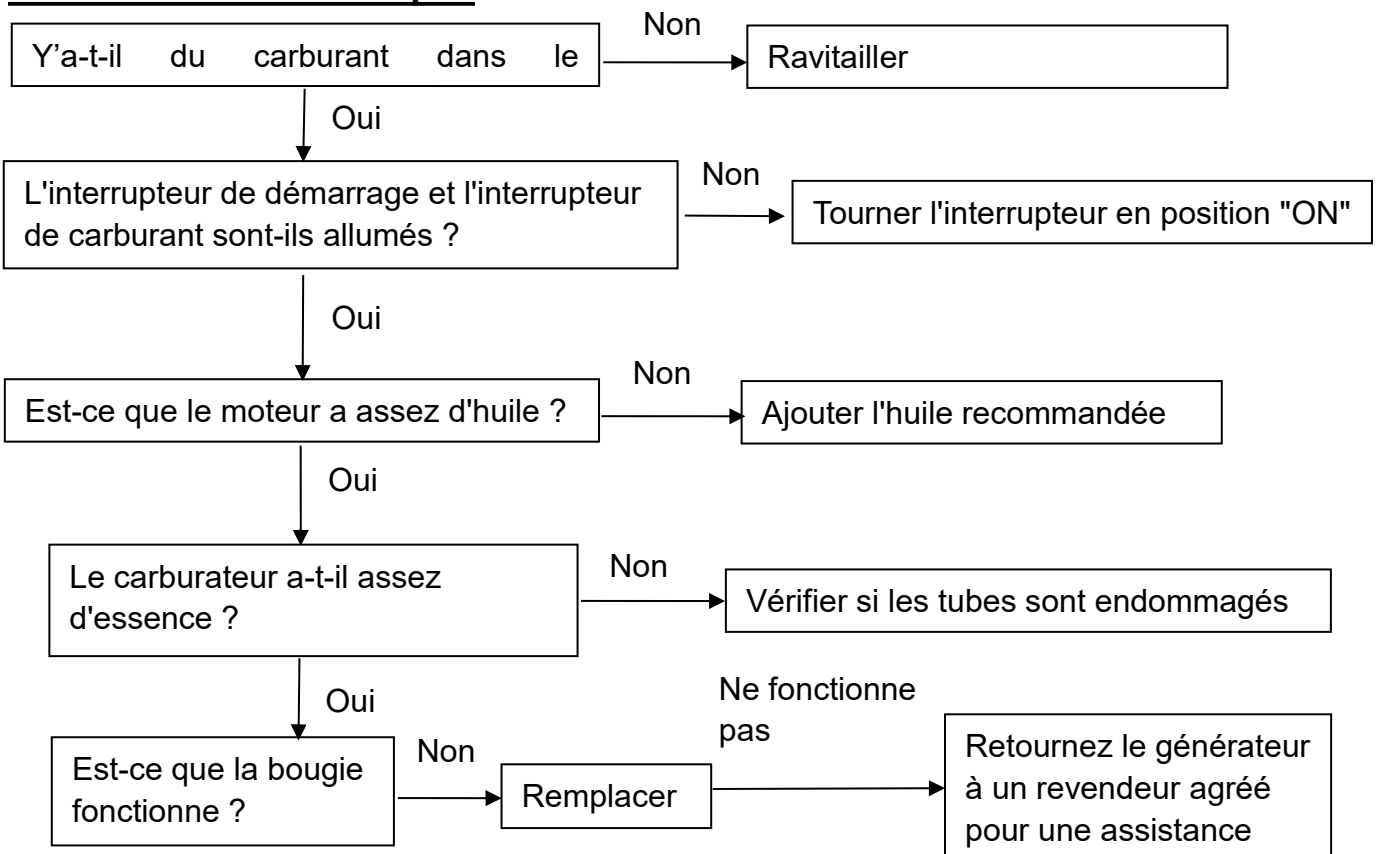 Non
Y'a-t-il du carburant dans le
Ravitailler
Oui
L'interrupteur de démarrage et l'interrupteur
de carburant sont-ils allumés ?
Non
Tourner l'interrupteur en position "ON"
Oui
Est-ce que le moteur a assez d'huile ?
Non
Ajouter l'huile recommandée
Oui
Le carburateur a-t-il assez
d'essence ?
Non
Vérifier si les tubes sont endommagés
Oui
Est-ce que la bougie
fonctionne ?
Non
Remplacer
Ne fonctionne
pas
Retournez le générateur
à un revendeur agréé
pour une assistance